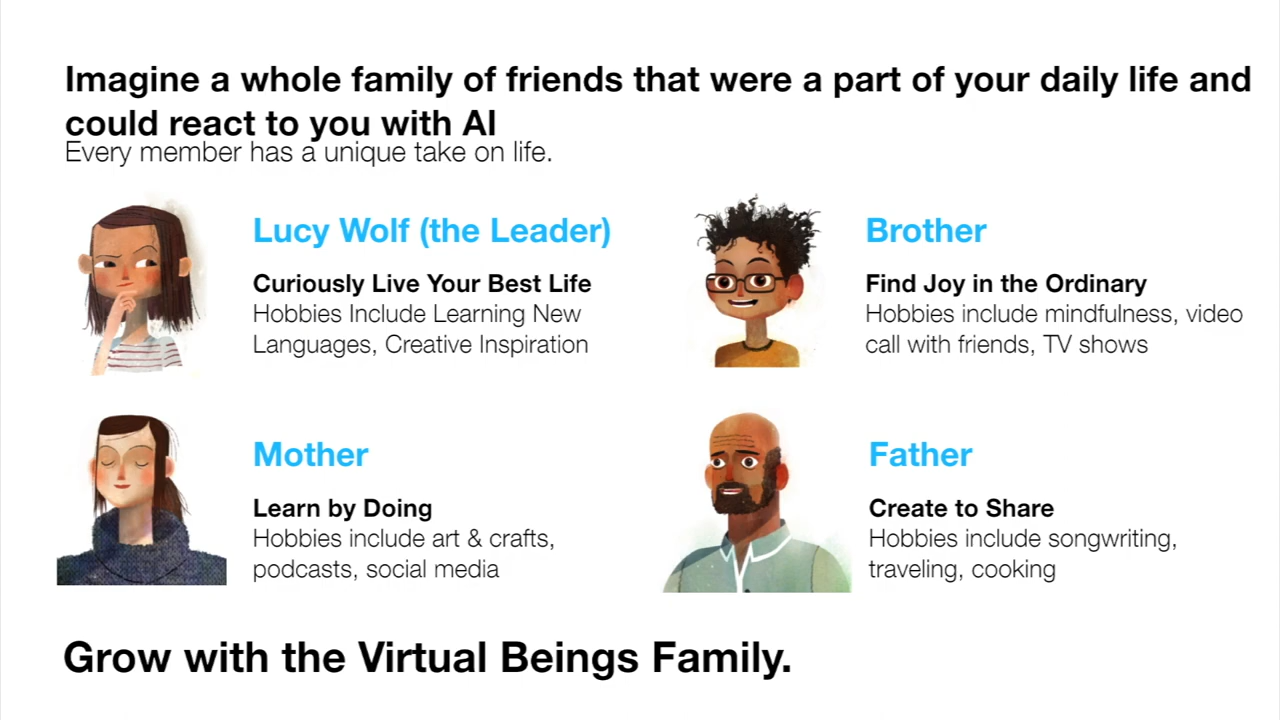 Imagine a whole family of friends that were a part of your daily life and
could react to you with AI
Every member has a unique take on life.
Lucy Wolf (the Leader)
Curiously Live Your Best Life
Hobbies Include Learning New
Languages, Creative Inspiration
Brother
Find Joy in the Ordinary
Hobbies include mindfulness, video
call with friends, TV shows
Mother
Learn by Doing
Hobbies include art & crafts,
podcasts, social media
Father
Create to Share
Hobbies include songwriting,
traveling, cooking
Grow with the Virtual Beings Family.